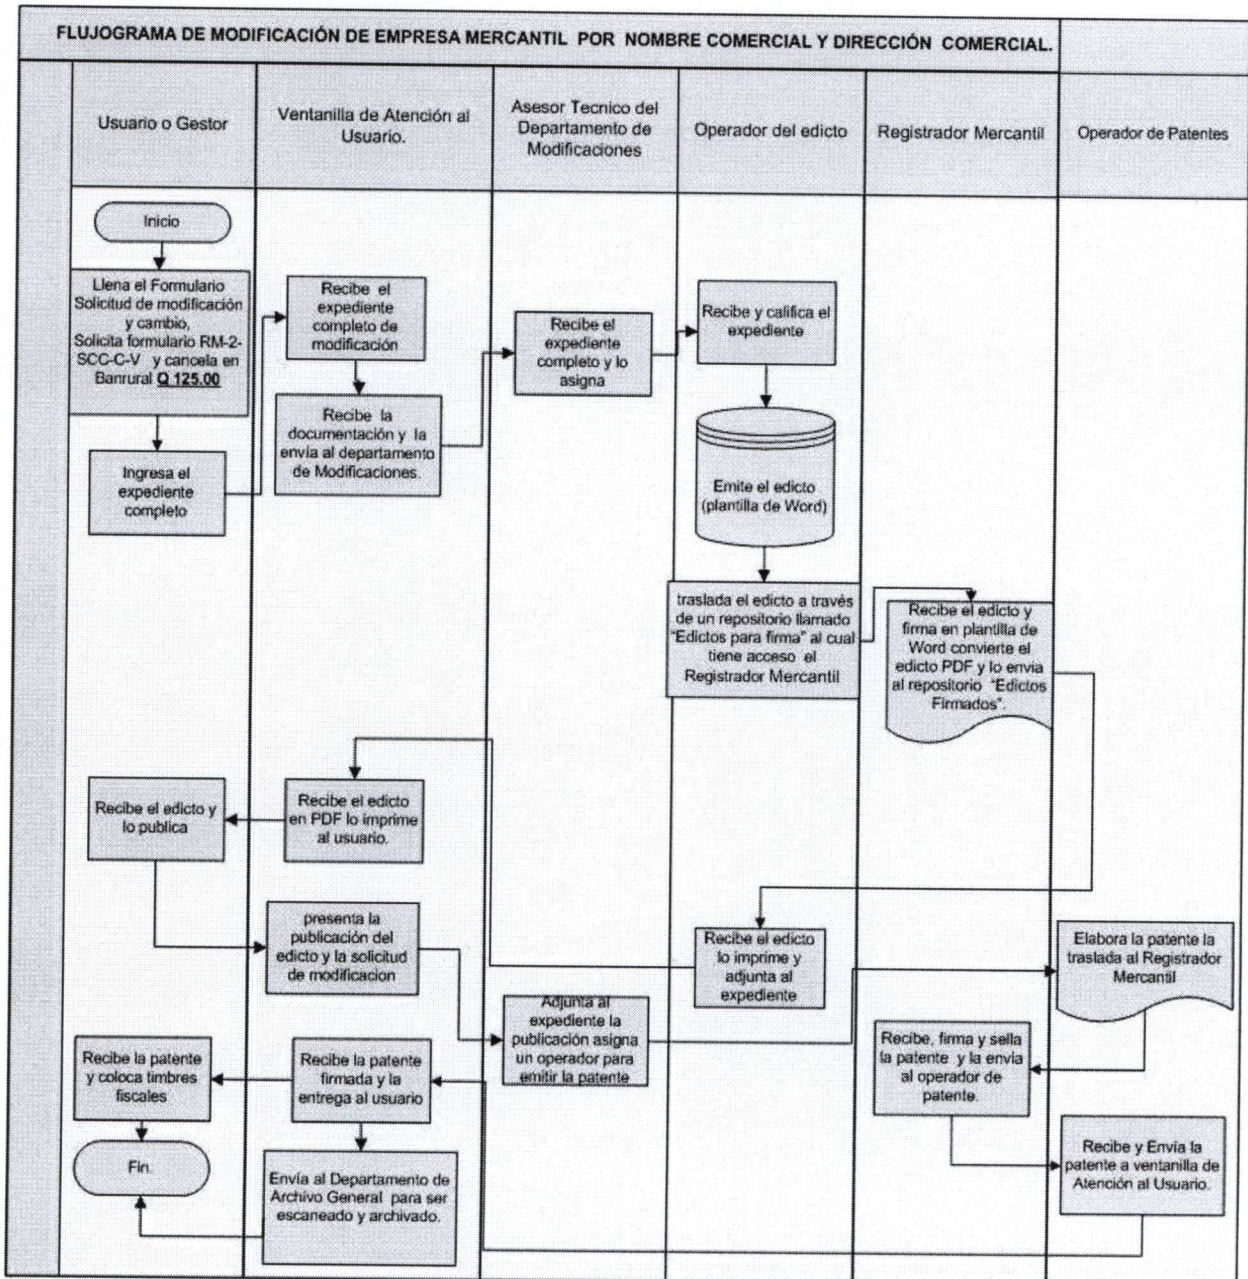 FLUJOGRAMA DE MODIFICACIÓN DE EMPRESA MERCANTIL POR NOMBRE COMERCIAL Y DIRECCIÓN COMERCIAL.
Usuario o Gestor
Ventanilla de Atención al
Usuario.
Asesor Tecnico del
Departamento de
Modificaciones
Operador del edicto
Registrador Mercantil
Operador de Patentes
Inicio
Llena el Formulario
Solicitud de modificación
y cambio,
Solicita formulario RM-2-
SCC-C-V y cancela en
Banrural Q 125.00
Ingresa el
expediente
completo
Recibe el
expediente
completo de
modificación
Recibe la
documentación y la
envía al departamento
de Modificaciones.
Recibe el
expediente
completo y lo
asigna
Recibe y califica el
expediente
Emite el edicto
(plantilla de Word)
traslada el edicto a través
de un repositorio llamado
"Edictos para firma" al cual
tiene acceso el
Registrador Mercantil
Recibe el edicto y
firma en plantilla de
Word convierte el
edicto PDF y lo envia
al repositorio "Edictos
Firmados".
Recibe el edicto y
lo publica
Recibe el edicto
en PDF lo imprime
al usuario.
presenta la
publicación del
edicto y la solicitud
de modificacion
Recibe el edicto
lo imprime y
adjunta al
expediente
Elabora la patente la
traslada al Registrador
Mercantil
Adjunta al
expediente la
publicación asigna
un operador para
emitir la patente
Recibe, firma y sella
la patente y la envia
al operador de
patente.
Recibe la patente
y coloca timbres
fiscales
Recibe la patente
firmada y la
entrega al usuario
Recibe y Envía la
patente a ventanilla de
Atención al Usuario.
Fin.
Envía al Departamento de
Archivo General para ser
escaneado y archivado.